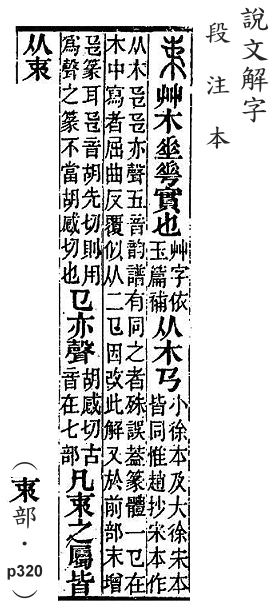 說文解字
段注本
艸木𠂹𠌶實也艸字依玉篇補从木𢎘小徐本及大徐宋本皆同惟趙抄宋本作
从木𢎜𢎜亦聲五音韵譜有同之者殊誤葢篆體一𢎘在木中寫者屈曲反覆似从二𢎘因改此解又於前部末增
𢎜篆耳𢎜音胡先切則用爲聲之篆不當胡感切也𢎘亦聲胡感切古音在七部凡𣐺之屬皆
从𣐺
(𣐺部・p320)